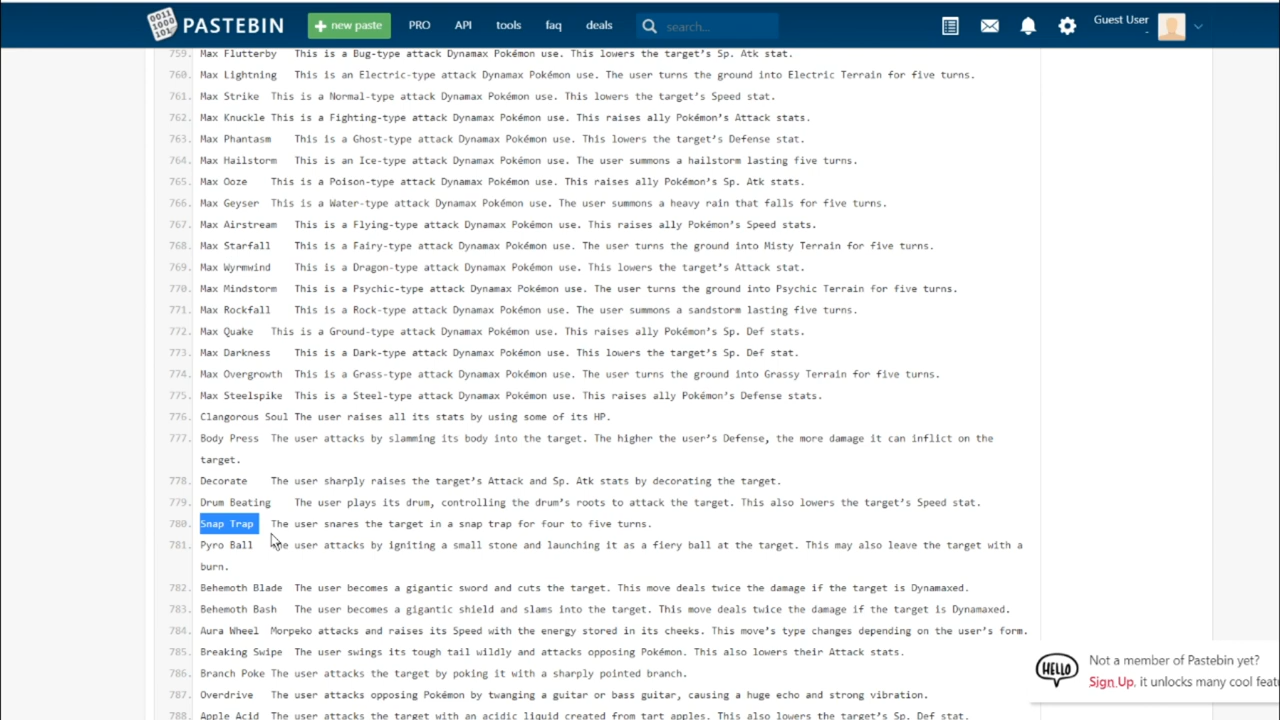 0011
1000
101
PASTEBIN
+ new paste
PRO
API
tools
faq
deals
search...
Guest User
-
759. Max Flutterby This is a Bug-type attack Dynamax Pokémon use. This lowers the target’s Sp. Atk stat.
760. Max Lightning This is an Electric-type attack Dynamax Pokémon use. The user turns the ground into Electric Terrain for five turns.
761. Max Strike This is a Normal-type attack Dynamax Pokémon use. This lowers the target’s Speed stat.
762. Max Knuckle This is a Fighting-type attack Dynamax Pokémon use. This raises ally Pokémon’s Attack stats.
763. Max Phantasm This is a Ghost-type attack Dynamax Pokémon use. This lowers the target’s Defense stat.
764. Max Hailstorm This is an Ice-type attack Dynamax Pokémon use. The user summons a hailstorm lasting five turns.
765. Max Ooze This is a Poison-type attack Dynamax Pokémon use. This raises ally Pokémon’s Sp. Atk stats.
766. Max Geyser This is a Water-type attack Dynamax Pokémon use. The user summons a heavy rain that falls for five turns.
767. Max Airstream This is a Flying-type attack Dynamax Pokémon use. This raises ally Pokémon’s Speed stats.
768. Max Starfall This is a Fairy-type attack Dynamax Pokémon use. The user turns the ground into Misty Terrain for five turns.
769. Max Wyrmwind This is a Dragon-type attack Dynamax Pokémon use. This lowers the target’s Attack stat.
770. Max Mindstorm This is a Psychic-type attack Dynamax Pokémon use. The user turns the ground into Psychic Terrain for five turns.
771. Max Rockfall This is a Rock-type attack Dynamax Pokémon use. The user summons a sandstorm lasting five turns.
772. Max Quake This is a Ground-type attack Dynamax Pokémon use. This raises ally Pokémon’s Sp. Def stats.
773. Max Darkness This is a Dark-type attack Dynamax Pokémon use. This lowers the target’s Sp. Def stat.
774. Max Overgrowth This is a Grass-type attack Dynamax Pokémon use. The user turns the ground into Grassy Terrain for five turns.
775. Max Steelspike This is a Steel-type attack Dynamax Pokémon use. This raises ally Pokémon’s Defense stats.
776. Clangorous Soul The user raises all its stats by using some of its HP.
777. Body Press The user attacks by slamming its body into the target. The higher the user’s Defense, the more damage it can inflict on the
target.
778. Decorate The user sharply raises the target’s Attack and Sp. Atk stats by decorating the target.
779. Drum Beating The user plays its drum, controlling the drum’s roots to attack the target. This also lowers the target’s Speed stat.
780. Snap Trap The user snares the target in a snap trap for four to five turns.
781. Pyro Ball The user attacks by igniting a small stone and launching it as a fiery ball at the target. This may also leave the target with a
burn.
782. Behemoth Blade The user becomes a gigantic sword and cuts the target. This move deals twice the damage if the target is Dynamaxed.
783. Behemoth Bash The user becomes a gigantic shield and slams into the target. This move deals twice the damage if the target is Dynamaxed.
784. Aura Wheel Morpeko attacks and raises its Speed with the energy stored in its cheeks. This move’s type changes depending on the user’s form.
785. Breaking Swipe The user swings its tough tail wildly and attacks opposing Pokémon. This also lowers their Attack stats.
786. Branch Poke The user attacks the target by poking it with a sharply pointed branch.
787. Overdrive The user attacks opposing Pokémon by twanging a guitar or bass guitar, causing a huge echo and strong vibration.
788. Apple Acid The user attacks the target with an acidic liquid created from tart apples. This also lowers the target’s Sp. Def stat.
HELLO
Not a member of Pastebin yet?
Sign Up, it unlocks many cool feat